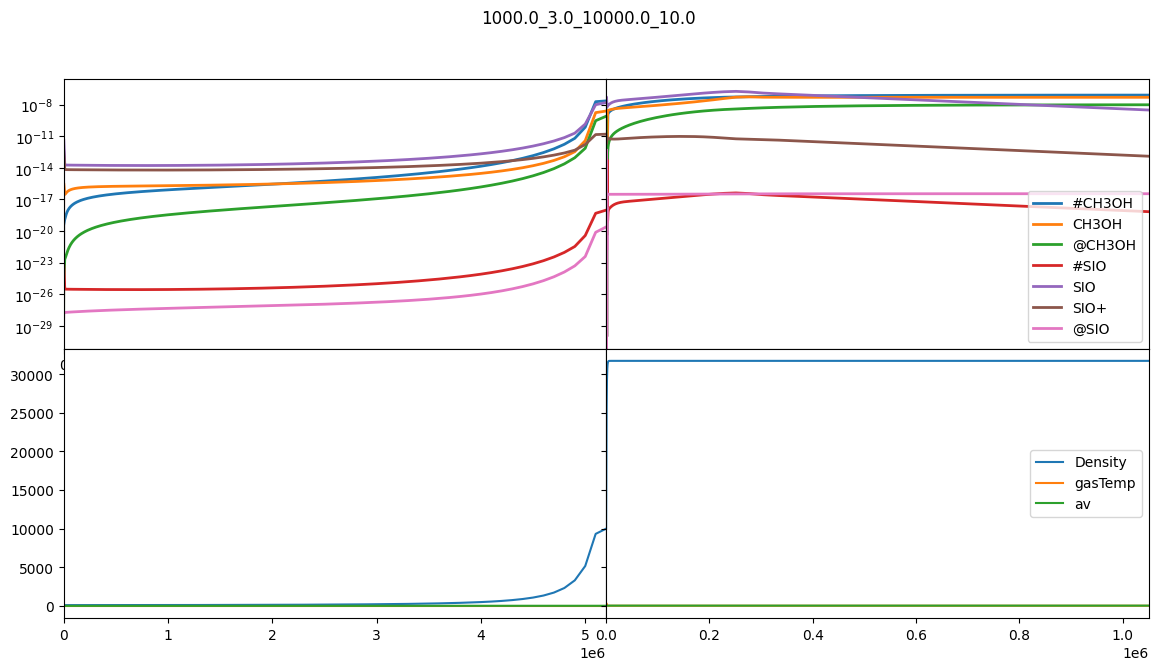 1000.0_3.0_10000.0_10.0
10⁻⁸
10⁻¹¹
10⁻¹⁴
10⁻¹⁷
10⁻²⁰
10⁻²³
10⁻²⁶
10⁻²⁹
#CH3OH
CH3OH
@CH3OH
#SIO
SIO
SIO+
@SIO
30000
25000
20000
15000
10000
5000
0
Density
gasTemp
av
0 1 2 3 4 5 0.0 0.2 0.4 0.6 0.8 1.0
1e6 1e6